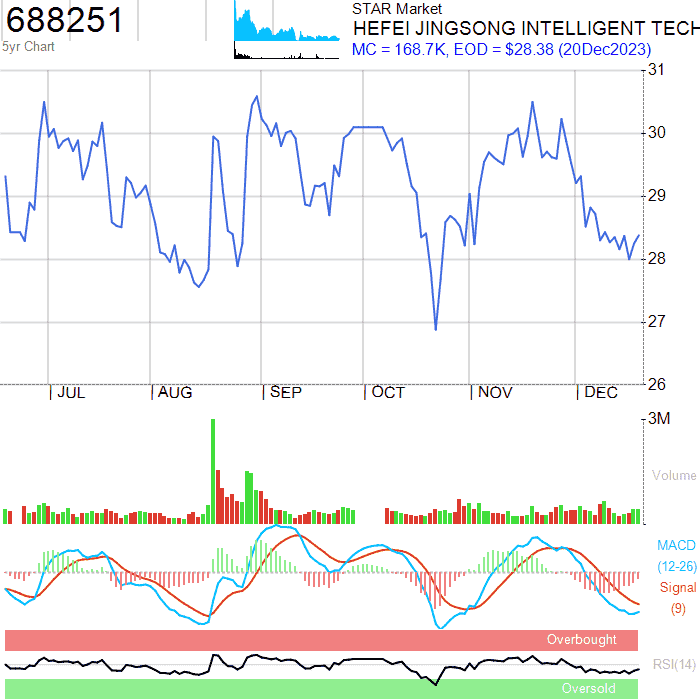 688251
5yr Chart
STAR Market
HEFEI JINGSONG INTELLIGENT TECH
MC = 168.7K, EOD = $28.38 (20Dec2023)
31
30
29
28
27
26
JUL AUG SEP OCT NOV DEC
3M
Volume
MACD
(12-26)
Signal
(9)
Overbought
RSI(14)
Oversold